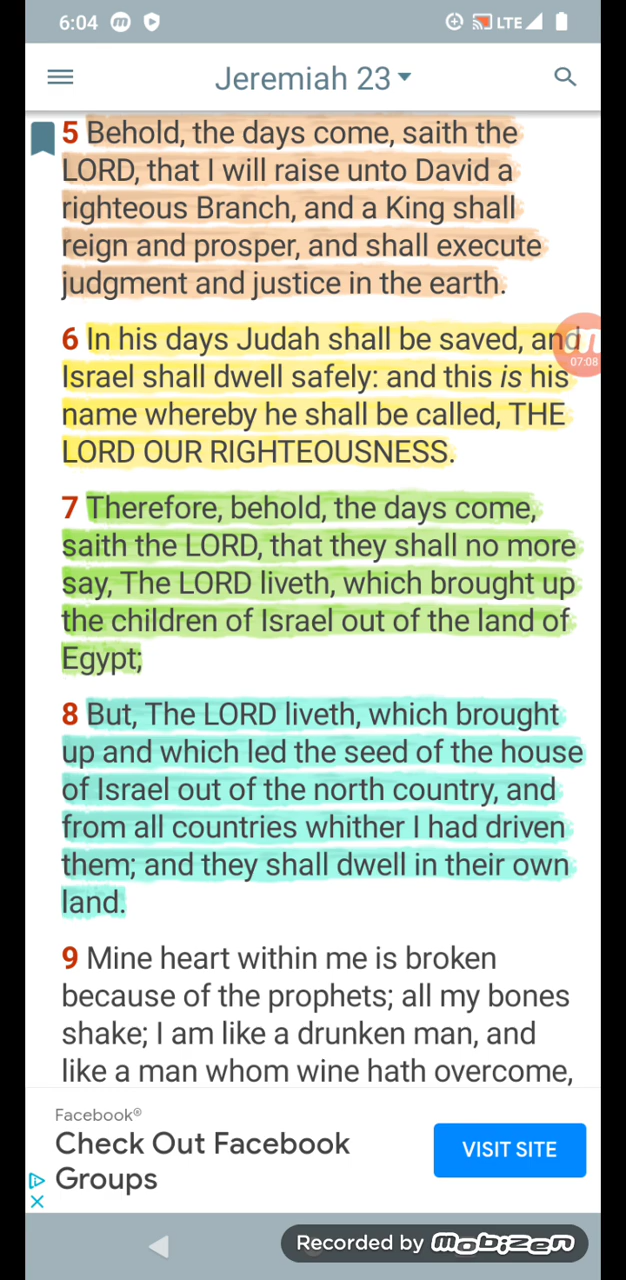 6:04 LTE
Jeremiah 23
5 Behold, the days come, saith the
LORD, that I will raise unto David a
righteous Branch, and a King shall
reign and prosper, and shall execute
judgment and justice in the earth.
6 In his days Judah shall be saved, and
Israel shall dwell safely: and this is his
07:08
name whereby he shall be called, THE
LORD OUR RIGHTEOUSNESS.
7 Therefore, behold, the days come,
saith the LORD, that they shall no more
say, The LORD liveth, which brought up
the children of Israel out of the land of
Egypt;
8 But, The LORD liveth, which brought
up and which led the seed of the house
of Israel out of the north country, and
from all countries whither I had driven
them; and they shall dwell in their own
land.
9 Mine heart within me is broken
because of the prophets; all my bones
shake; I am like a drunken man, and
like a man whom wine hath overcome,
Facebook®
Check Out Facebook
Groups
VISIT SITE
Recorded by mobizen